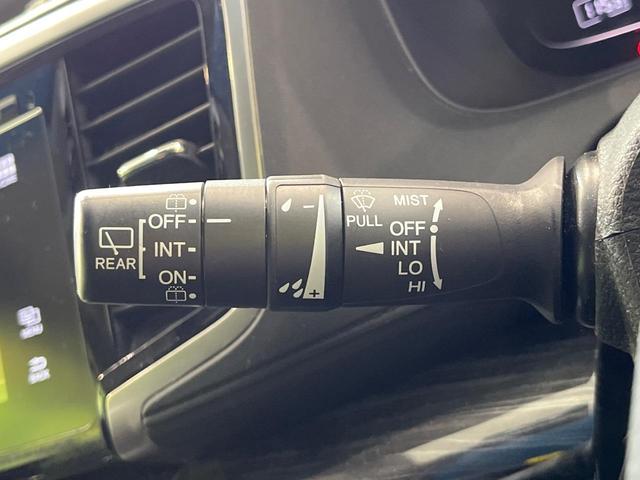 OFF
INT
ON
REAR
-
+
PULL
MIST
OFF
INT
LO
HI